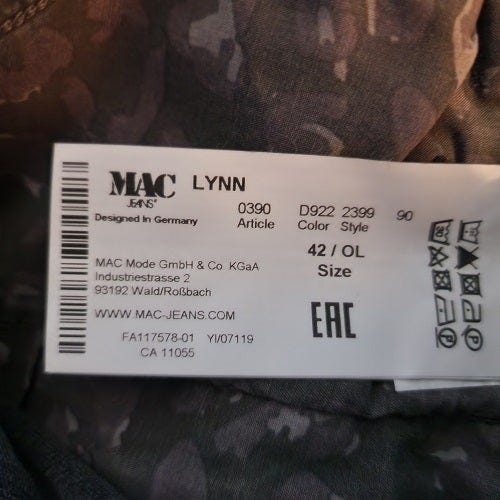 MAC LYNN
JEANS®
Designed In Germany
0390 D922 2399 90
Article Color Style
42 / OL
Size
MAC Mode GmbH & Co. KGaA
Industriestrasse 2
93192 Wald/Roßbach
WWW.MAC-JEANS.COM
EAC
FA117578-01 YI/07119
CA 11055